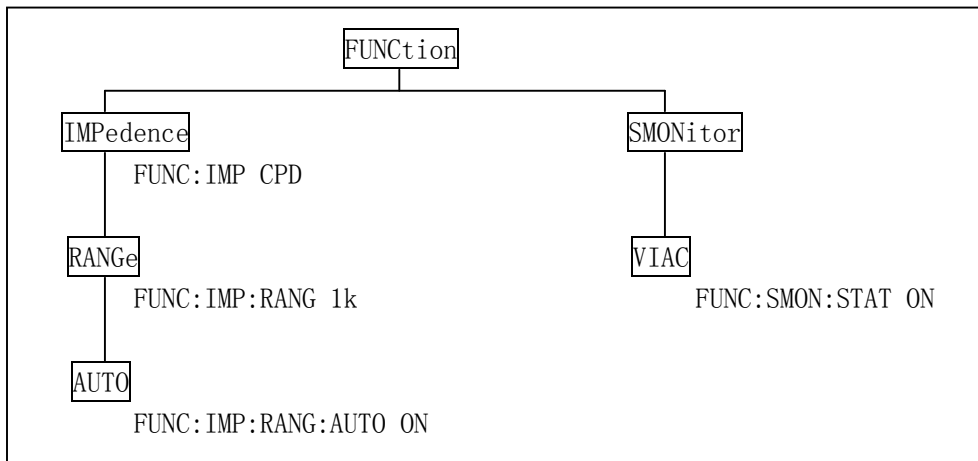 FUNCtion
IMPedence
SMONitor
FUNC:IMP CPD
RANGe
VIAC
FUNC:IMP:RANG 1k
FUNC:SMON:STAT ON
AUTO
FUNC:IMP:RANG:AUTO ON